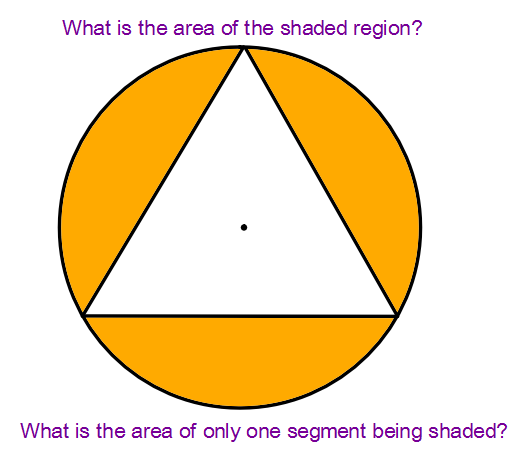 What is the area of the shaded region?
What is the area of only one segment being shaded?